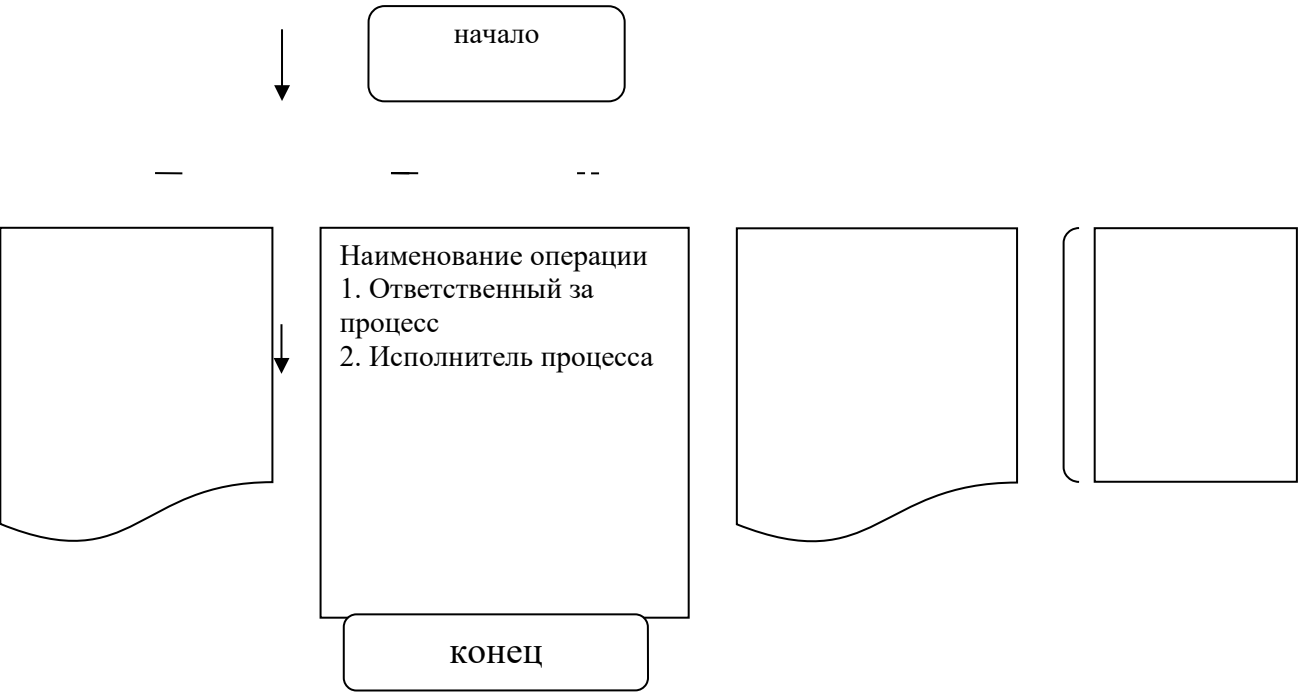 начало
Наименование операции
1. Ответственный за
процесс
2. Исполнитель процесса
конец